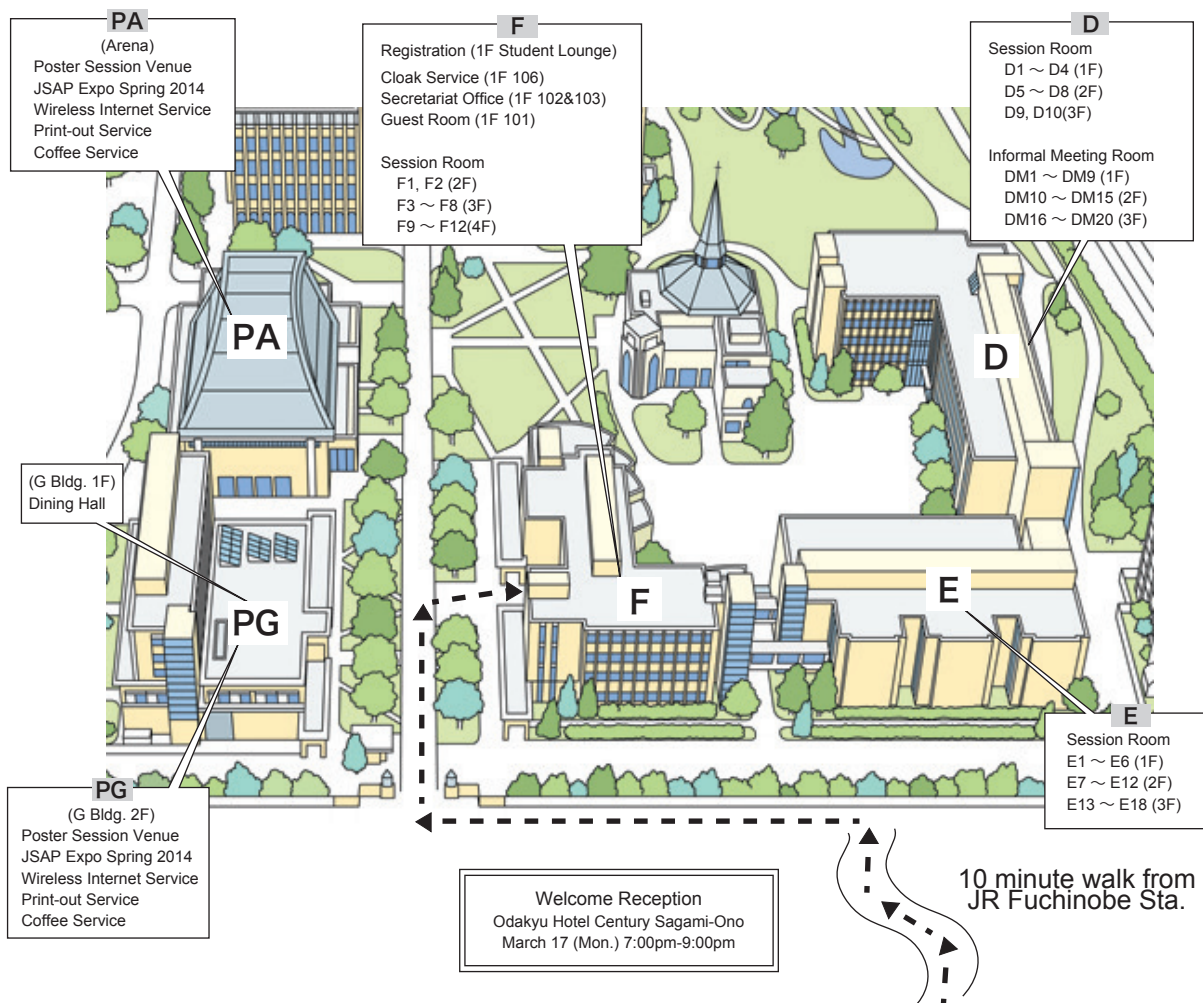 PA
(Arena)
Poster Session Venue
JSAP Expo Spring 2014
Wireless Internet Service
Print-out Service
Coffee Service
F
Registration (1F Student Lounge)
Cloak Service (1F 106)
Secretariat Office (1F 102&103)
Guest Room (1F 101)
Session Room
F1, F2 (2F)
F3 ～ F8 (3F)
F9 ～ F12(4F)
D
Session Room
D1 ～ D4 (1F)
D5 ～ D8 (2F)
D9, D10(3F)
Informal Meeting Room
DM1 ～ DM9 (1F)
DM10 ～ DM15 (2F)
DM16 ～ DM20 (3F)
PA
D
(G Bldg. 1F)
Dining Hall
PG
F
E
E
Session Room
E1 ～ E6 (1F)
E7 ～ E12 (2F)
E13 ～ E18 (3F)
PG
(G Bldg. 2F)
Poster Session Venue
JSAP Expo Spring 2014
Wireless Internet Service
Print-out Service
Coffee Service
Welcome Reception
Odakyu Hotel Century Sagami-Ono
March 17 (Mon.) 7:00pm-9:00pm
10 minute walk from
JR Fuchinobe Sta.